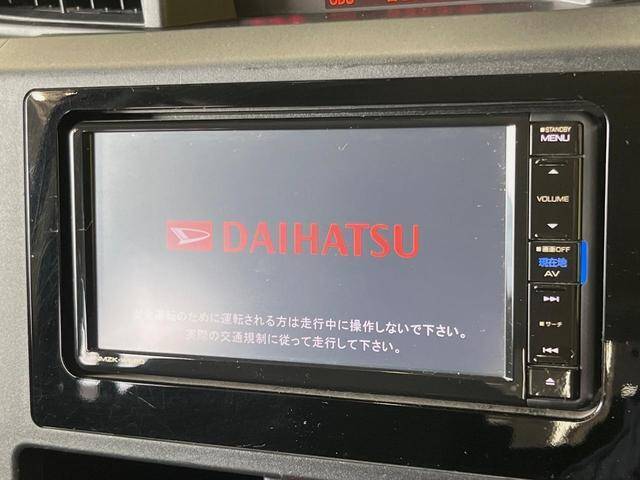 ■STANDBY
MENU
VOLUME
DAIHATSU
■画面OFF
現在地
AV
安全運転のために運転される方は走行中に操作しないで下さい。
■サーチ
実際の交通規制に従って走行して下さい。